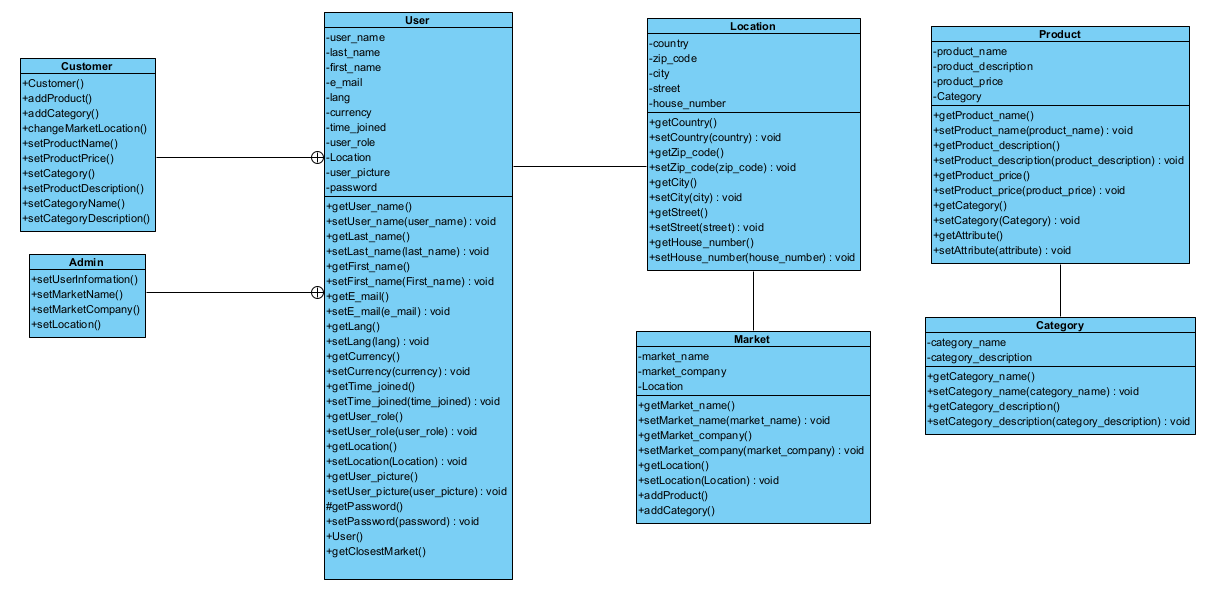 Customer
+Customer()
+addProduct()
+addCategory()
+changeMarketLocation()
+setProductName()
+setProductPrice()
+setCategory()
+setProductDescription()
+setCategoryName()
+setCategoryDescription()
Admin
+setUserInformation()
+setMarketName()
+setMarketCompany()
+setLocation()
User
-user_name
-last_name
-first_name
-e_mail
-lang
-currency
-time_joined
-user_role
-Location
-user_picture
-password
+getUser_name()
+setUser_name(user_name) : void
+getLast_name()
+setLast_name(last_name) : void
+getFirst_name()
+setFirst_name(First_name) : void
+getE_mail()
+setE_mail(e_mail) : void
+getLang()
+setLang(lang) : void
+getCurrency()
+setCurrency(currency) : void
+getTime_joined()
+setTime_joined(time_joined) : void
+getUser_role()
+setUser_role(user_role) : void
+getLocation()
+setLocation(Location) : void
+getUser_picture()
+setUser_picture(user_picture) : void
#getPassword()
+setPassword(password) : void
+User()
+getClosestMarket()
Location
-country
-zip_code
-city
-street
-house_number
+getCountry()
+setCountry(country) : void
+getZip_code()
+setZip_code(zip_code) : void
+getCity()
+setCity(city) : void
+getStreet()
+setStreet(street) : void
+getHouse_number()
+setHouse_number(house_number) : void
Market
-market_name
-market_company
-Location
+getMarket_name()
+setMarket_name(market_name) : void
+getMarket_company()
+setMarket_company(market_company) : void
+getLocation()
+setLocation(Location) : void
+addProduct()
+addCategory()
Product
-product_name
-product_description
-product_price
-Category
+getProduct_name()
+setProduct_name(product_name) : void
+getProduct_description()
+setProduct_description(product_description) : void
+getProduct_price()
+setProduct_price(product_price) : void
+getCategory()
+setCategory(Category) : void
+getAttribute()
+setAttribute(attribute) : void
Category
-category_name
-category_description
+getCategory_name()
+setCategory_name(category_name) : void
+getCategory_description()
+setCategory_description(category_description) : void